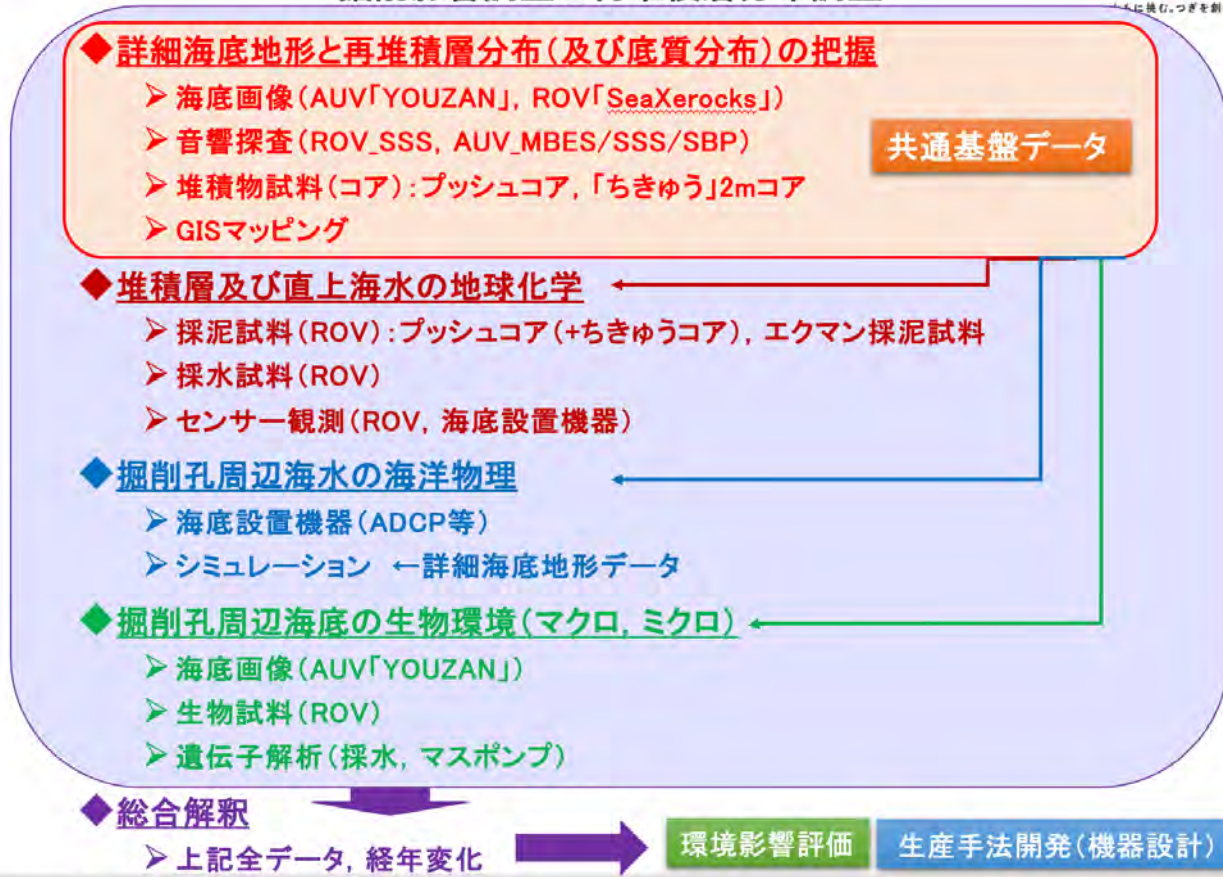 に挑む。つぎを創
◆詳細海底地形と再堆積層分布(及び底質分布)の把握
➢海底画像(AUV「YOUZAN」, ROV「SeaXerocks」)
➢音響探査(ROV_SSS, AUV_MBES/SSS/SBP)
共通基盤データ
➢堆積物試料(コア):プッシュコア, 「ちきゅう」2mコア
➢GISマッピング
◆堆積層及び直上海水の地球化学
➢採泥試料(ROV):プッシュコア(+ちきゅうコア), エクマン採泥試料
➢採水試料(ROV)
➢センサー観測(ROV, 海底設置機器)
◆掘削孔周辺海水の海洋物理
➢海底設置機器(ADCP等)
➢シミュレーション ←詳細海底地形データ
◆掘削孔周辺海底の生物環境(マクロ, ミクロ)
➢海底画像(AUV「YOUZAN」)
➢生物試料(ROV)
➢遺伝子解析(採水, マスポンプ)
◆総合解釈
➢上記全データ, 経年変化
環境影響評価
生産手法開発(機器設計)